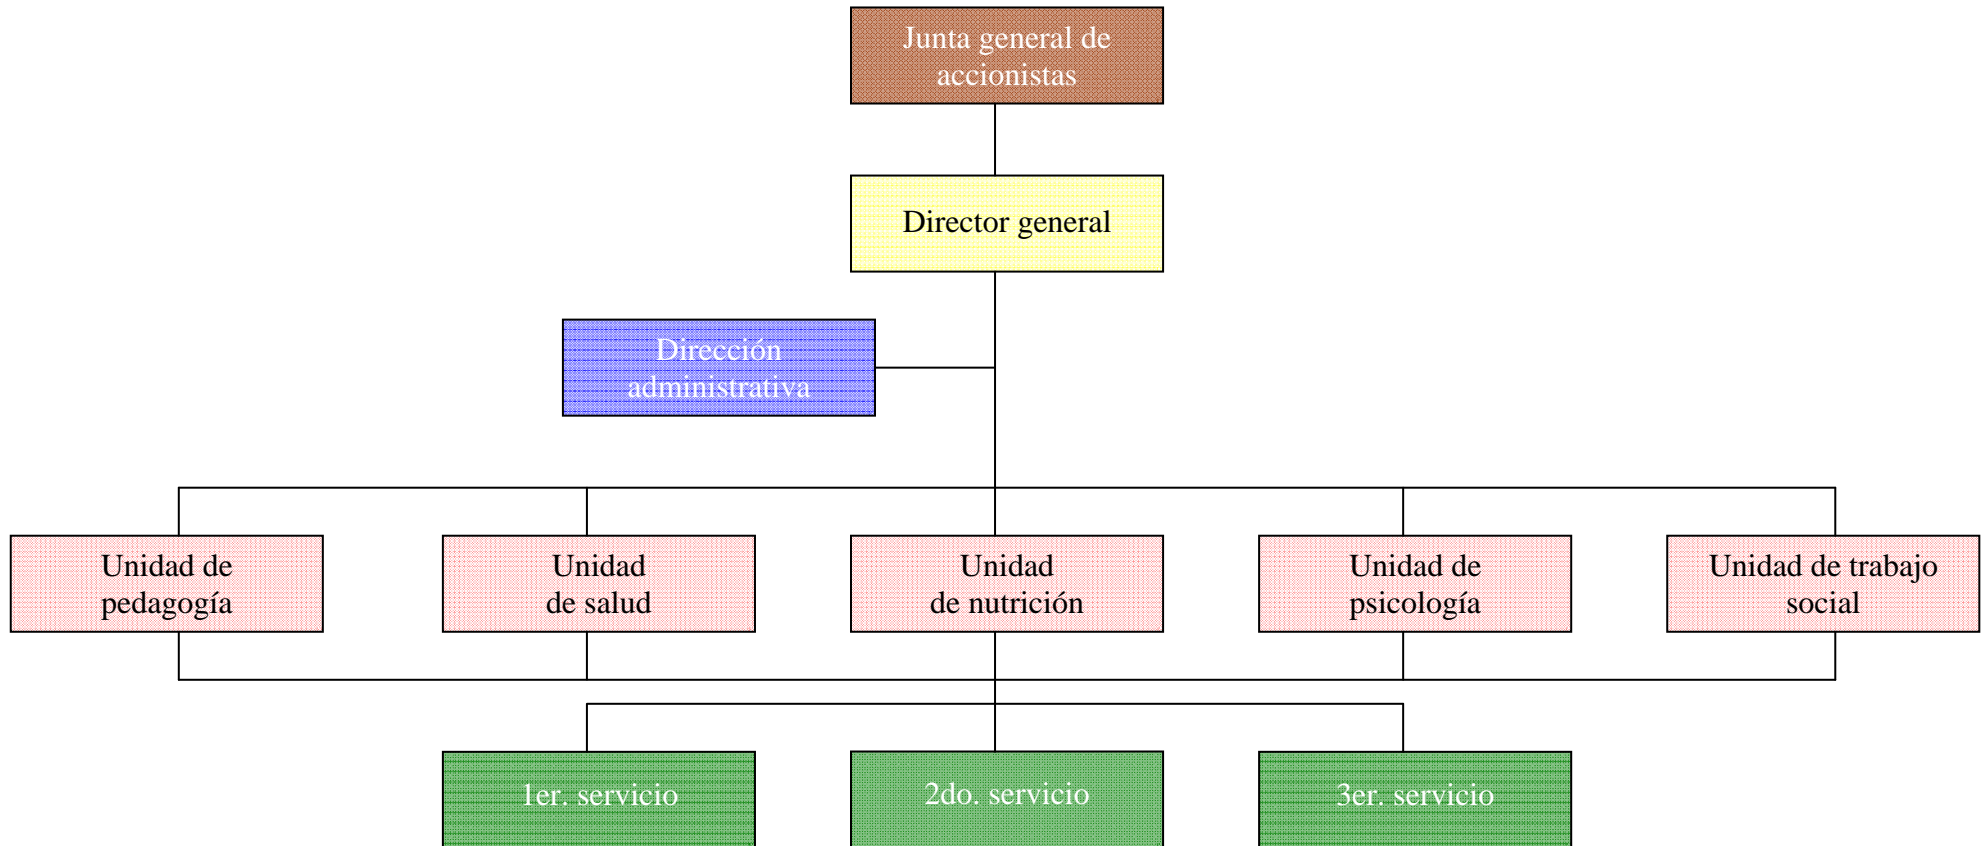 Junta general de
accionistas
Director general
Dirección
administrativa
Unidad de
pedagogía
Unidad
de salud
Unidad
de nutrición
Unidad de
psicología
Unidad de trabajo
social
1er. servicio
2do. servicio
3er. servicio